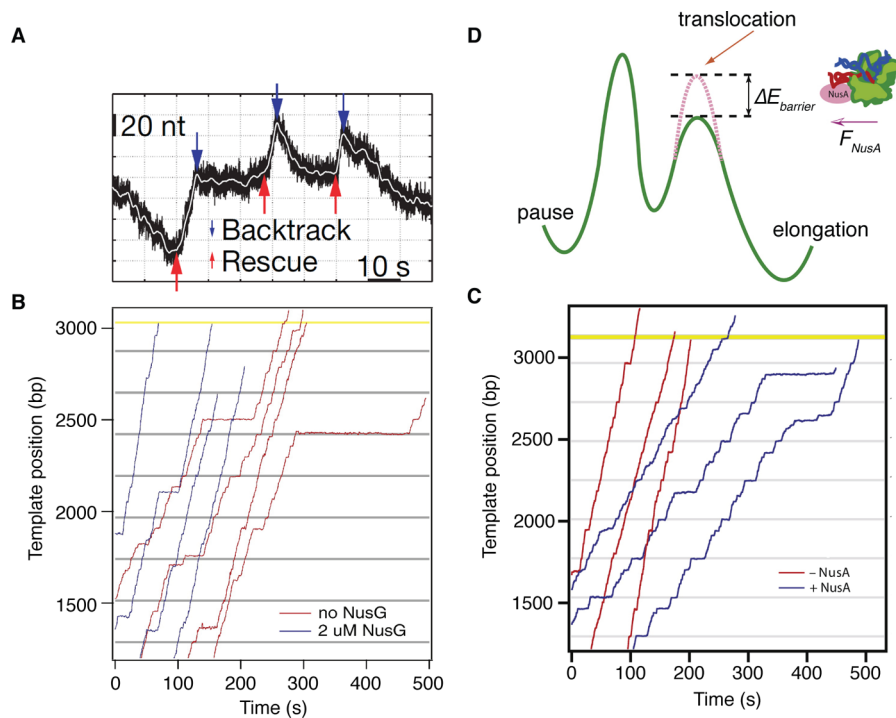 A
20 nt
Backtrack
Rescue
10 s
D
translocation
ΔEbarrier
NusA
FNusA
pause
elongation
B
Template position (bp)
3000
2500
2000
1500
0
100
200
300
400
500
Time (s)
no NusG
2 uM NusG
C
Template position (bp)
3000
2500
2000
1500
0
100
200
300
400
500
Time (s)
– NusA
+ NusA